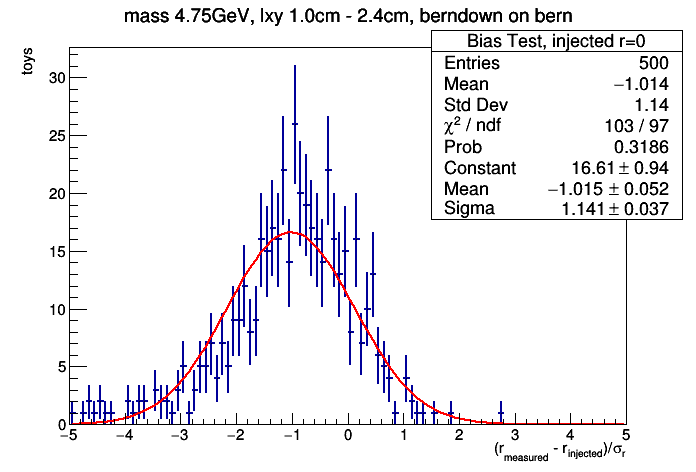 mass 4.75GeV, lxy 1.0cm - 2.4cm, berndown on bern
Bias Test, injected r=0
Entries 500
Mean −1.014
Std Dev 1.14
χ² / ndf 103 / 97
Prob 0.3186
Constant 16.61 ± 0.94
Mean −1.015 ± 0.052
Sigma 1.141 ± 0.037
toys
30
25
20
15
10
5
0
−5 −4 −3 −2 −1 0 1 2 3 4 5
(r_measured - r_injected)/σ_r